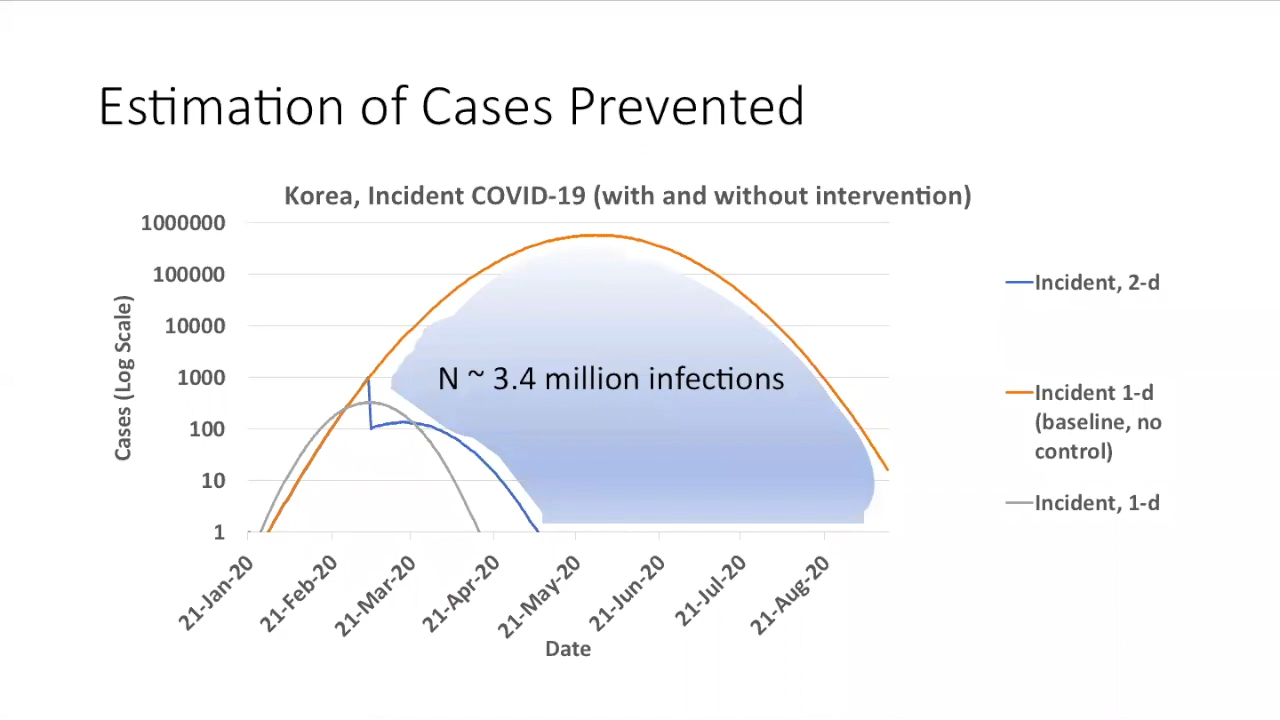 Estimation of Cases Prevented
Korea, Incident COVID-19 (with and without intervention)
1000000
100000
10000
1000
100
10
1
Cases (Log Scale)
N ~ 3.4 million infections
21-Jan-20
21-Feb-20
21-Mar-20
21-Apr-20
21-May-20
21-Jun-20
21-Jul-20
21-Aug-20
Date
Incident, 2-d
Incident 1-d
(baseline, no
control)
Incident, 1-d